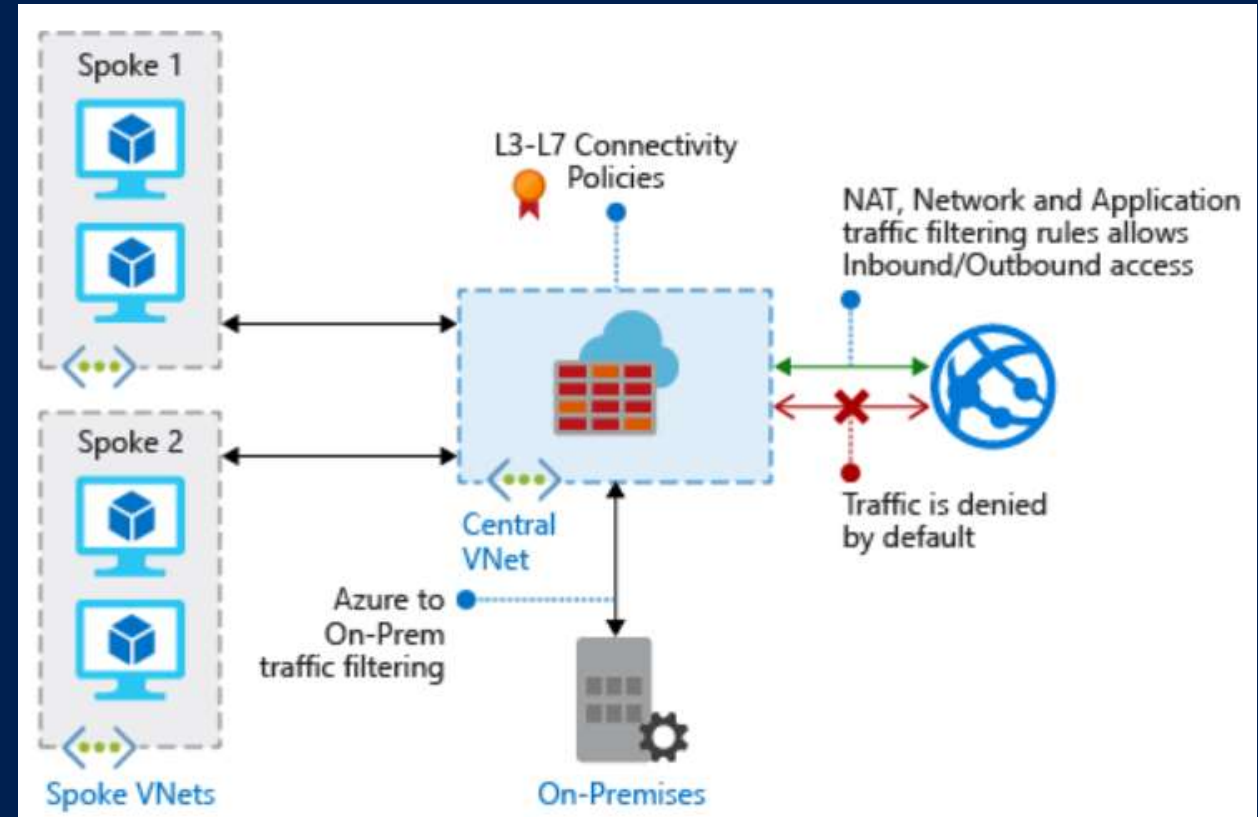 Spoke 1
L3-L7 Connectivity
Policies
NAT, Network and Application
traffic filtering rules allows
Inbound/Outbound access
Spoke 2
Central
VNet
Traffic is denied
by default
Azure to
On-Prem
traffic filtering
Spoke VNets
On-Premises